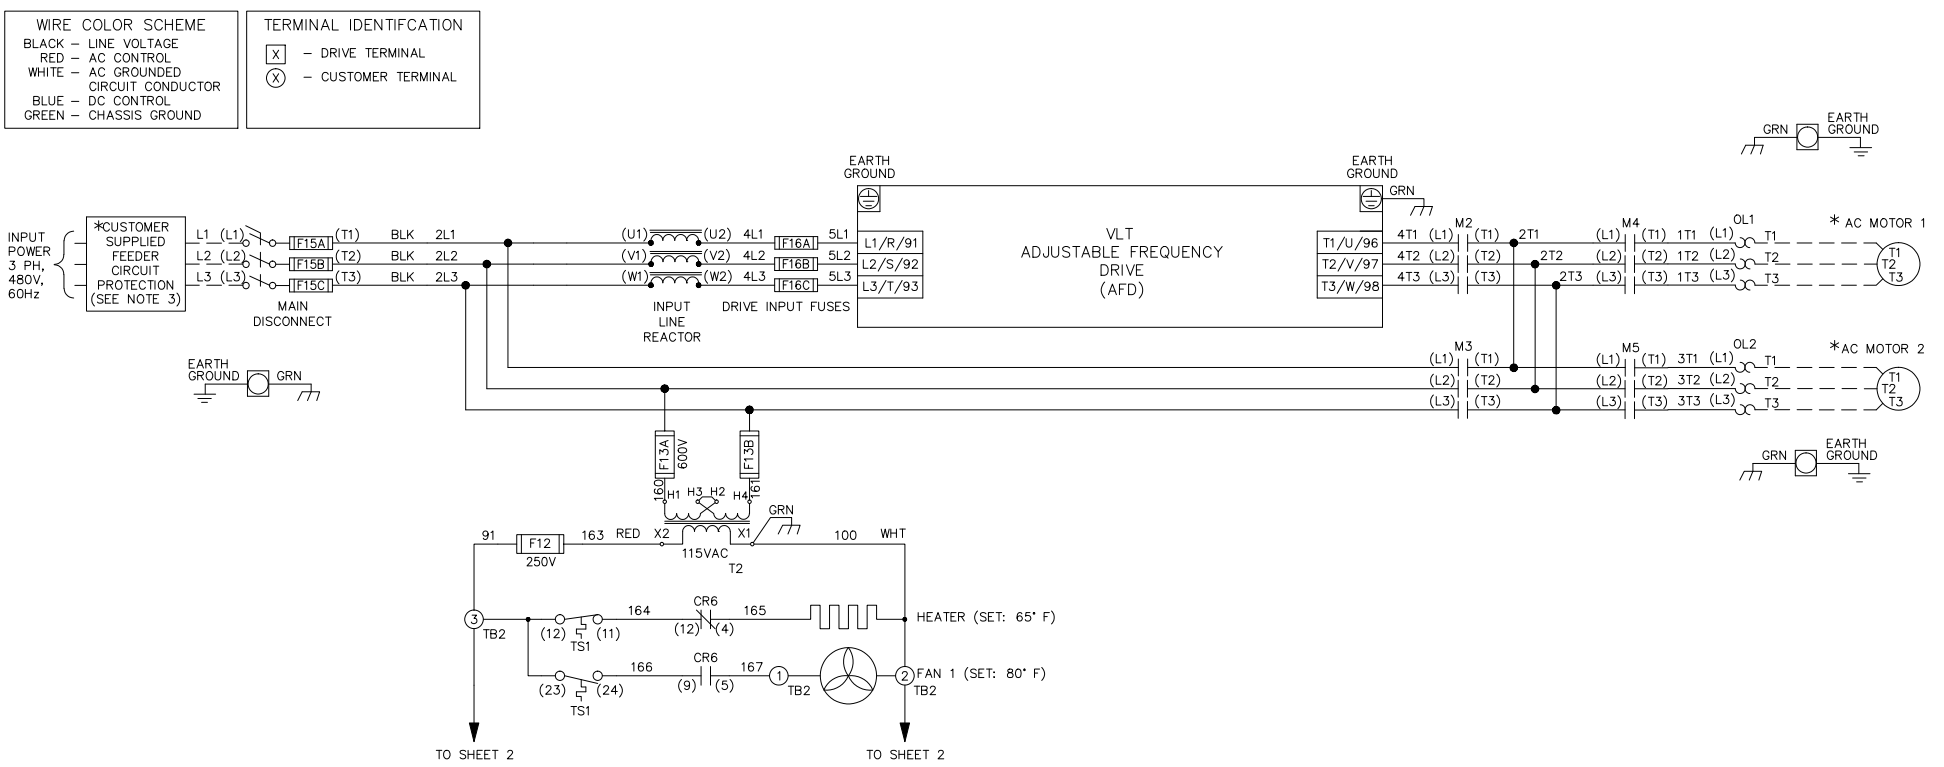 WIRE COLOR SCHEME
BLACK – LINE VOLTAGE
RED – AC CONTROL
WHITE – AC GROUNDED
CIRCUIT CONDUCTOR
BLUE – DC CONTROL
GREEN – CHASSIS GROUND
TERMINAL IDENTIFCATION
X – DRIVE TERMINAL
X – CUSTOMER TERMINAL
GRN
EARTH
GROUND
EARTH
GROUND
EARTH
GROUND
GRN
INPUT
POWER
3 PH,
480V,
60Hz
*CUSTOMER
SUPPLIED
FEEDER
CIRCUIT
PROTECTION
(SEE NOTE 3)
L1 (L1) F15A (T1) BLK 2L1 (U1) (U2) 4L1 F16A 5L1 L1/R/91
L2 (L2) F15B (T2) BLK 2L2 (V1) (V2) 4L2 F16B 5L2 L2/S/92
L3 (L3) F15C (T3) BLK 2L3 (W1) (W2) 4L3 F16C 5L3 L3/T/93
MAIN
DISCONNECT
INPUT
LINE
REACTOR
DRIVE INPUT FUSES
VLT
ADJUSTABLE FREQUENCY
DRIVE
(AFD)
M2 M4 OL1 * AC MOTOR 1
T1/U/96 4T1 (L1) (T1) 2T1 (L1) (T1) 1T1 (L1) T1 T1
T2/V/97 4T2 (L2) (T2) 2T2 (L2) (T2) 1T2 (L2) T2 T2
T3/W/98 4T3 (L3) (T3) 2T3 (L3) (T3) 1T3 (L3) T3 T3
M3 M5 OL2 *AC MOTOR 2
(L1) (T1) (L1) (T1) 3T1 (L1) T1 T1
(L2) (T2) (L2) (T2) 3T2 (L2) T2 T2
(L3) (T3) (L3) (T3) 3T3 (L3) T3 T3
EARTH
GROUND GRN
GRN
EARTH
GROUND
F13A
600V
F13B
160
H1 H3 H2 H4
161
GRN
91 F12 163 RED X2 X1 100 WHT
250V
115VAC
T2
3
TB2
164 CR6 165
(12) (11) (12) (4)
TS1
HEATER (SET: 65° F)
166 CR6 167 1
(23) (24) (9) (5) TB2
TS1
2
TB2
FAN 1 (SET: 80° F)
TO SHEET 2
TO SHEET 2